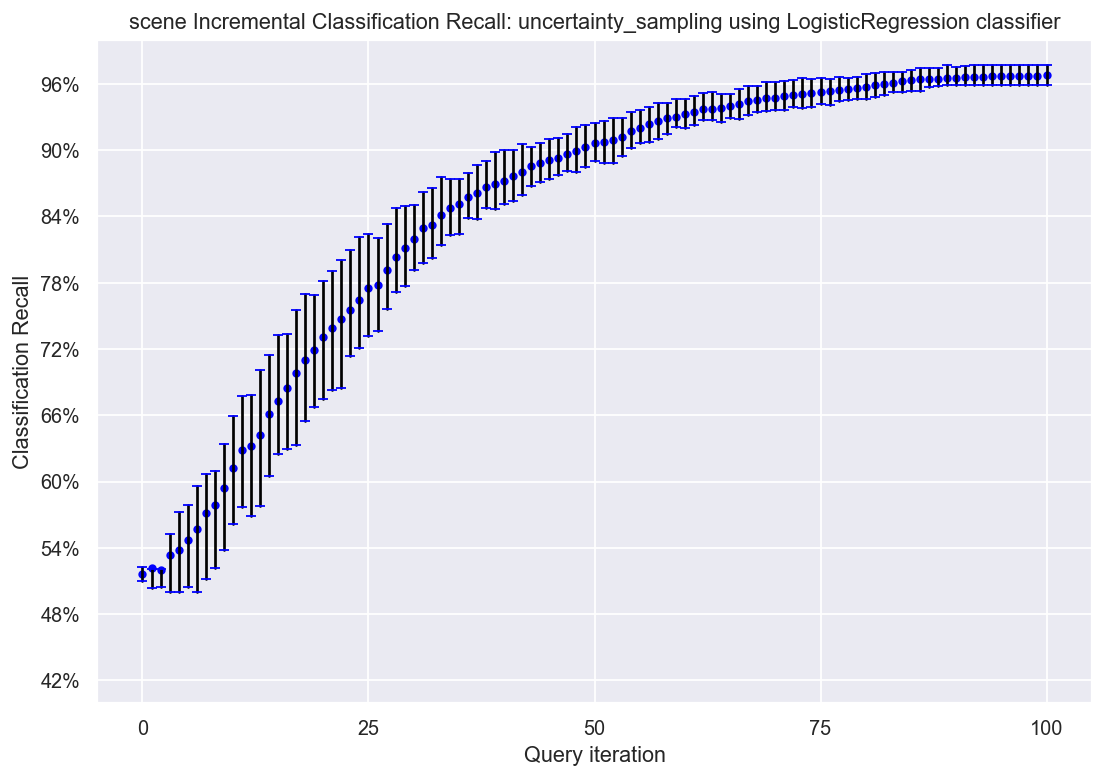 scene Incremental Classification Recall: uncertainty_sampling using LogisticRegression classifier
96%
90%
84%
78%
72%
66%
60%
54%
48%
42%
Classification Recall
0 25 50 75 100
Query iteration